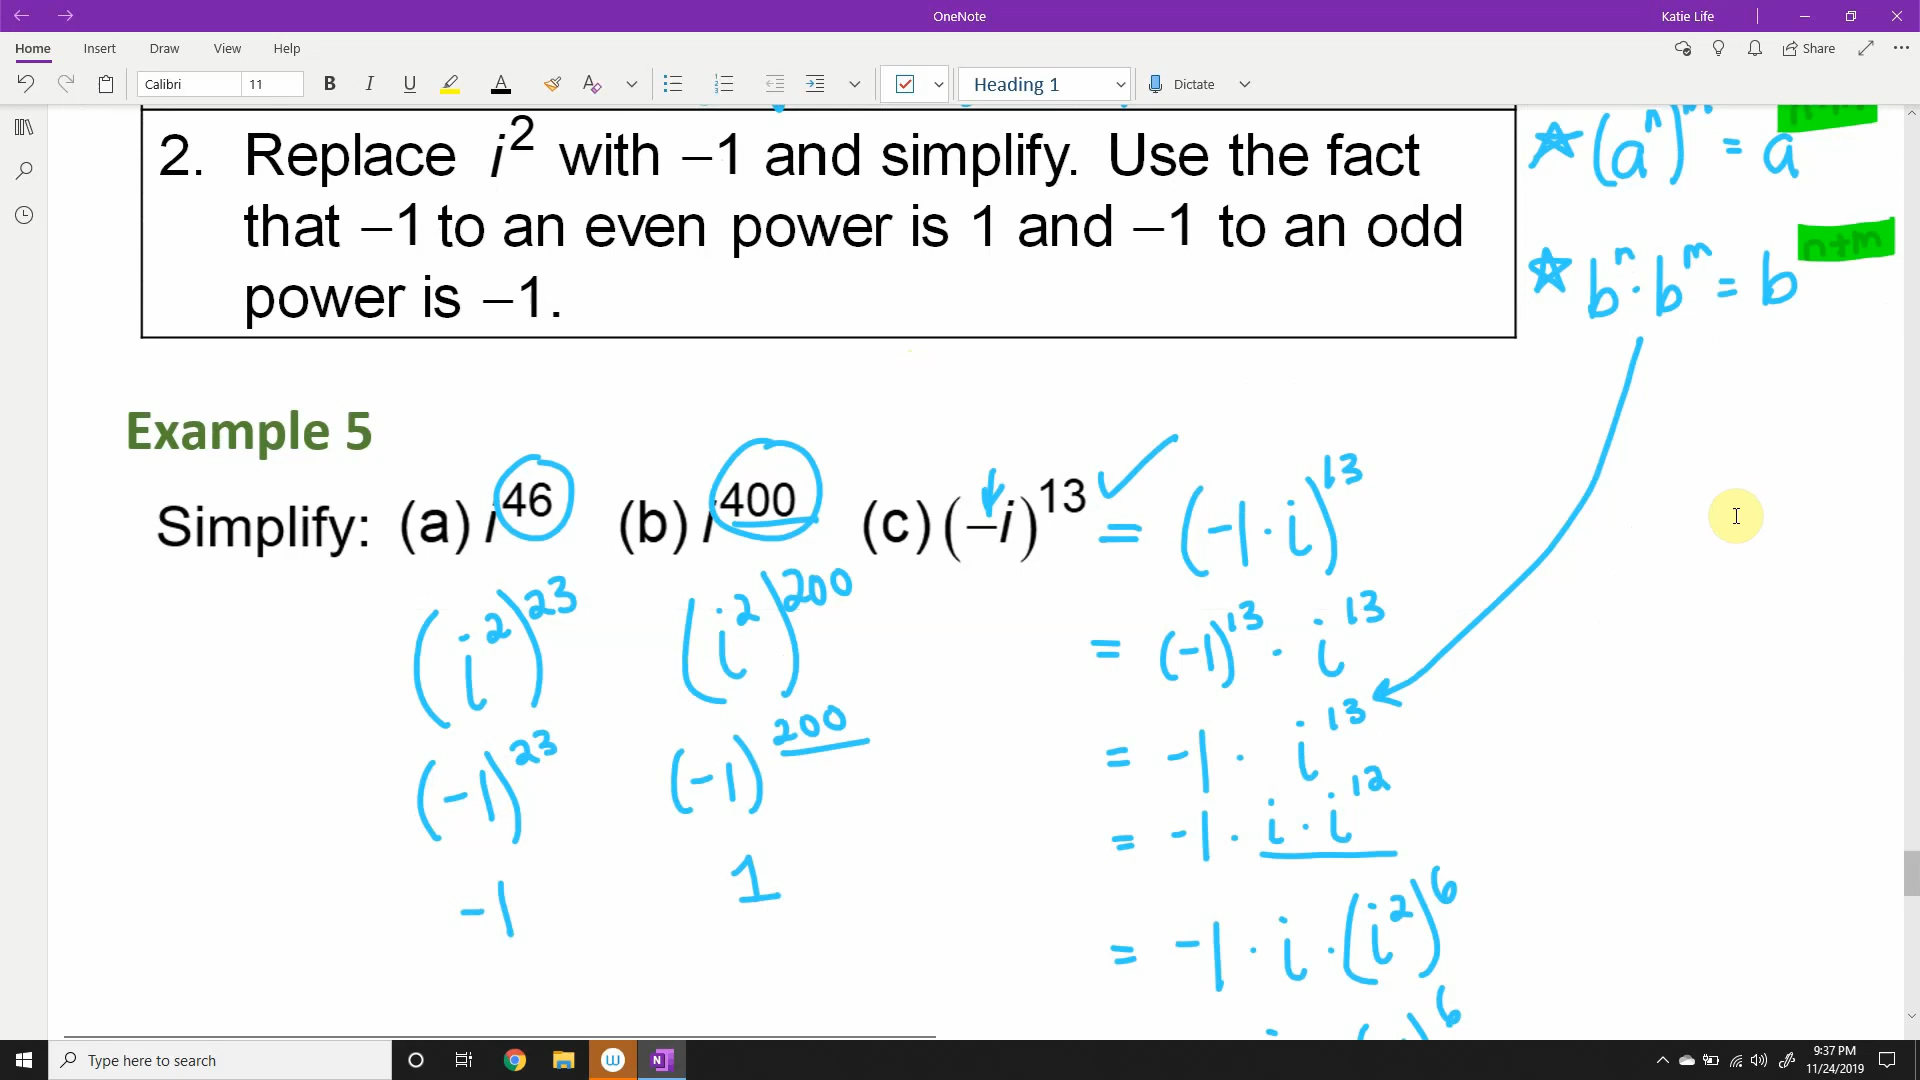 OneNote
Katie Life
Home Insert Draw View Help
Share
Calibri 11 B I U A Heading 1 Dictate
2. Replace i² with –1 and simplify. Use the fact
that –1 to an even power is 1 and –1 to an odd
power is –1.
☆ (aⁿ)ᵐ = a
☆ bⁿ · bᵐ = b^(n+m)
Example 5
Simplify: (a) i⁴⁶ (b) i⁴⁰⁰ (c) (–i)¹³ = (-1 · i)¹³
(i²)²³ (i²)²⁰⁰ = (-1)¹³ · i¹³
(-1)²³ (-1)²⁰⁰ = -1 · i¹³
= -1 · i · i¹²
-1 1
= -1 · i · (i²)⁶
6
Type here to search
9:37 PM
11/24/2019